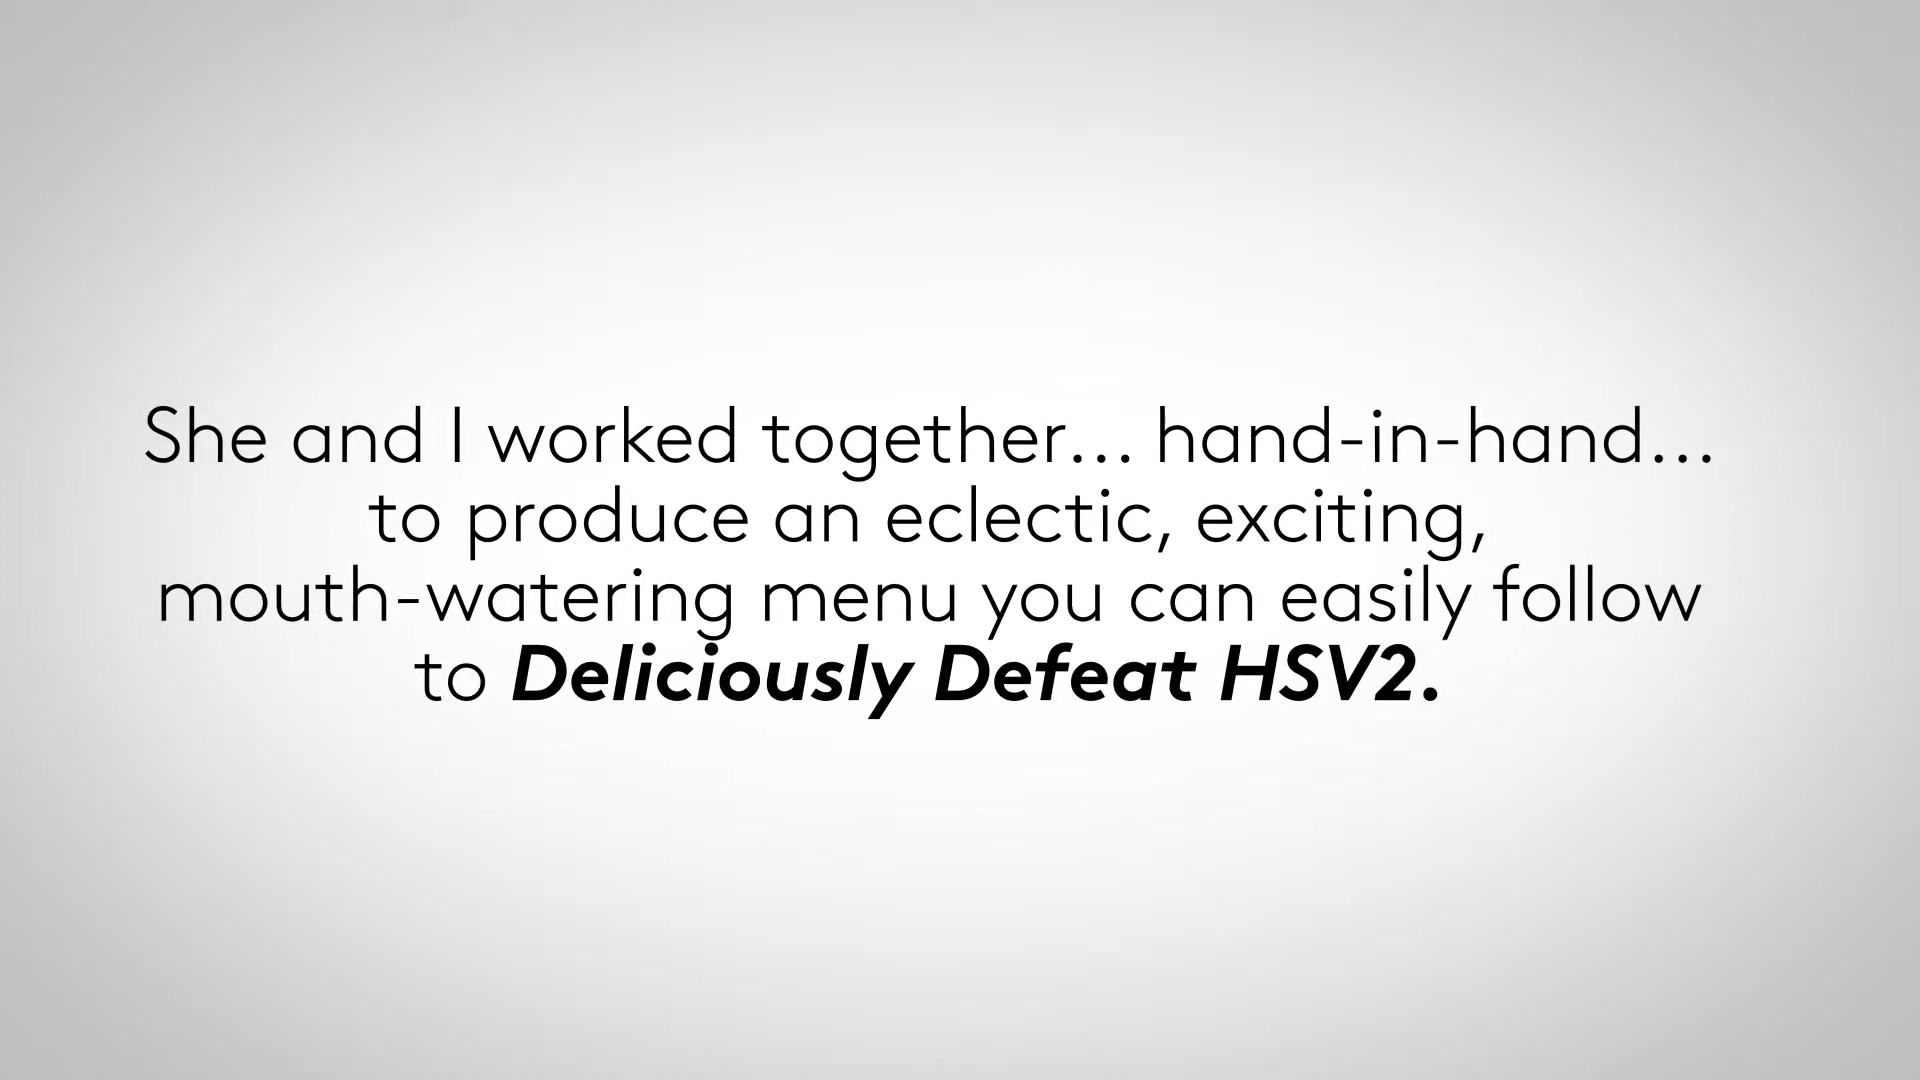 She and I worked together... hand-in-hand...
to produce an eclectic, exciting,
mouth-watering menu you can easily follow
to Deliciously Defeat HSV2.